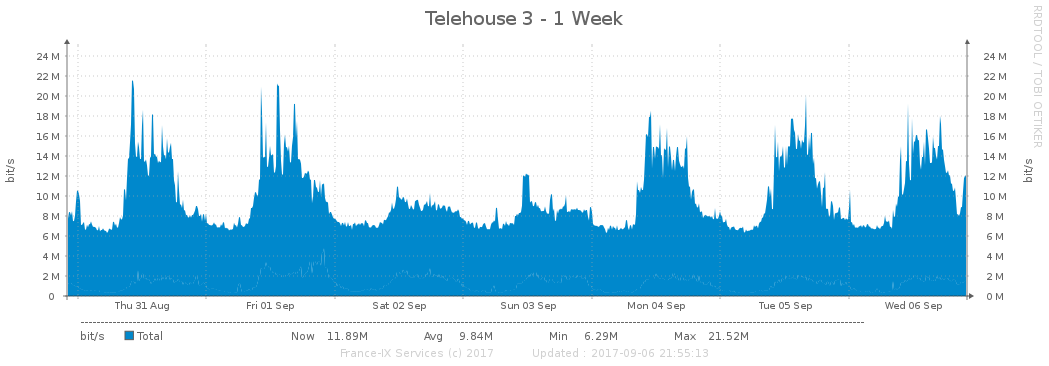 Telehouse 3 - 1 Week
RRDTOOL / TOBI OETIKER
24 M 24 M
22 M 22 M
20 M 20 M
18 M 18 M
16 M 16 M
14 M 14 M
12 M 12 M
10 M 10 M
8 M 8 M
6 M 6 M
4 M 4 M
2 M 2 M
0 0 M
bit/s
bit/s
Thu 31 Aug Fri 01 Sep Sat 02 Sep Sun 03 Sep Mon 04 Sep Tue 05 Sep Wed 06 Sep
bit/s Total Now 11.89M Avg 9.84M Min 6.29M Max 21.52M
France-IX Services (c) 2017 Updated : 2017-09-06 21:55:13